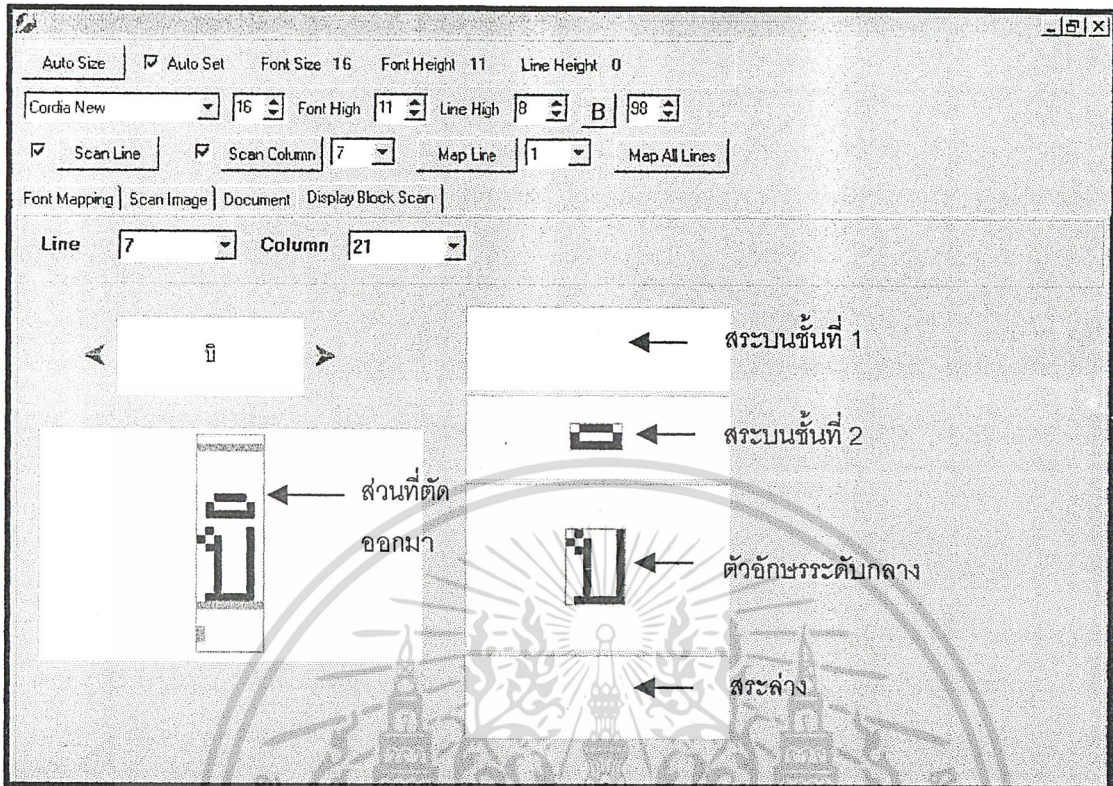 Auto Size Auto Set Font Size 16 Font Height 11 Line Height 0
Cordia New 16 Font High 11 Line High 8 B 98
Scan Line Scan Column 7 Map Line 1 Map All Lines
Font Mapping Scan Image Document Display Block Scan
Line 7 Column 21
บิ
สระบนชั้นที่ 1
สระบนชั้นที่ 2
ส่วนที่ตัด
ออกมา
ตัวอักษรระดับกลาง
สระล่าง